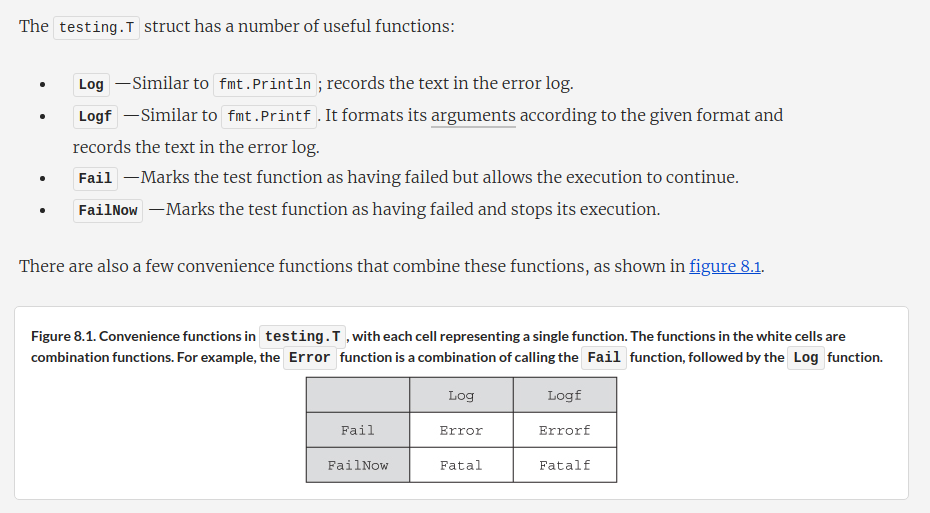 The testing.T struct has a number of useful functions:
• Log —Similar to fmt.Println; records the text in the error log.
• Logf —Similar to fmt.Printf. It formats its arguments according to the given format and
records the text in the error log.
• Fail —Marks the test function as having failed but allows the execution to continue.
• FailNow —Marks the test function as having failed and stops its execution.
There are also a few convenience functions that combine these functions, as shown in figure 8.1.
Figure 8.1. Convenience functions in testing.T, with each cell representing a single function. The functions in the white cells are
combination functions. For example, the Error function is a combination of calling the Fail function, followed by the Log function.
Log Logf
Fail Error Errorf
FailNow Fatal Fatalf